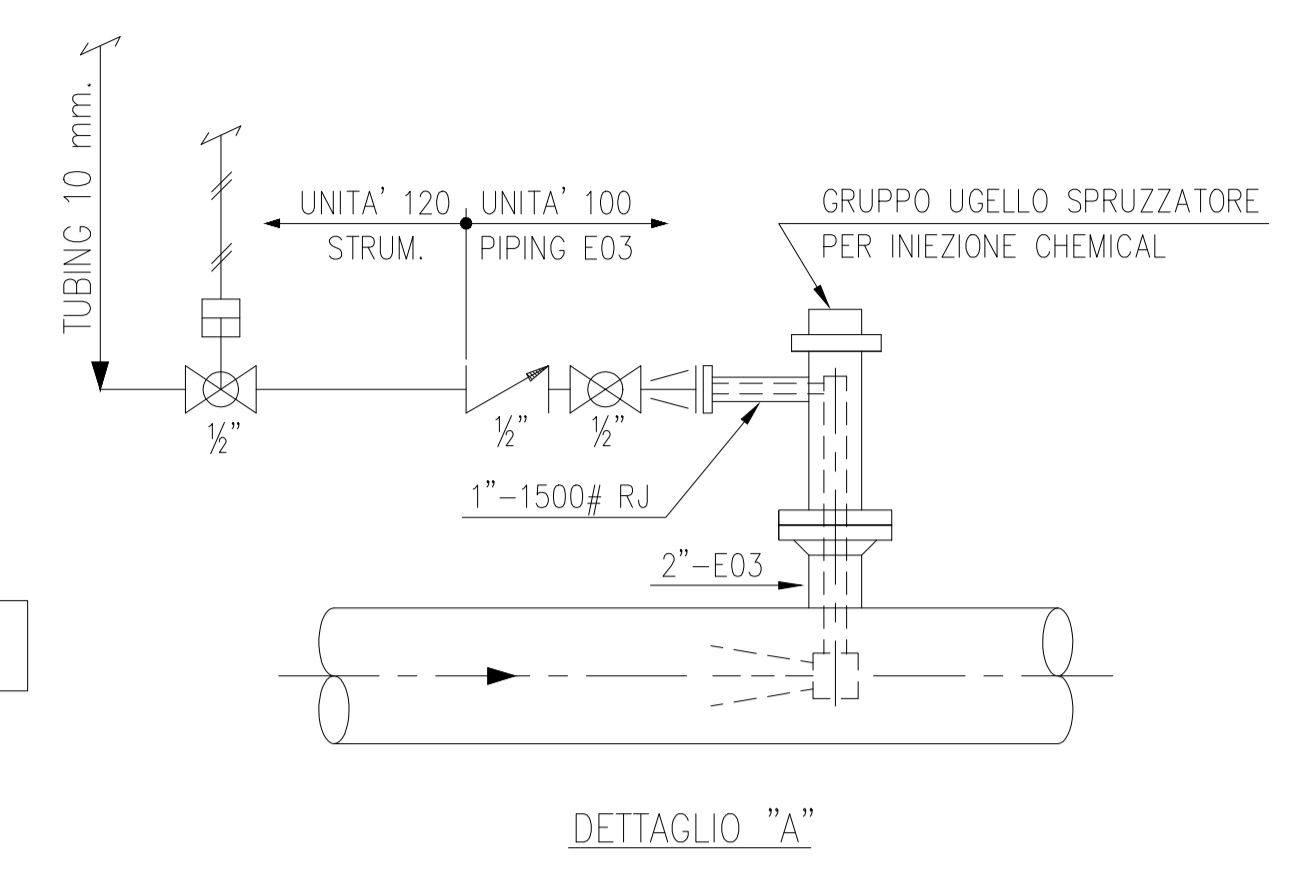 TUBING 10 mm.
UNITA' 120
STRUM.
UNITA' 100
PIPING E03
GRUPPO UGELLO SPRUZZATORE
PER INIEZIONE CHEMICAL
½"
½"
½"
1"-1500# RJ
2"-E03
DETTAGLIO "A"